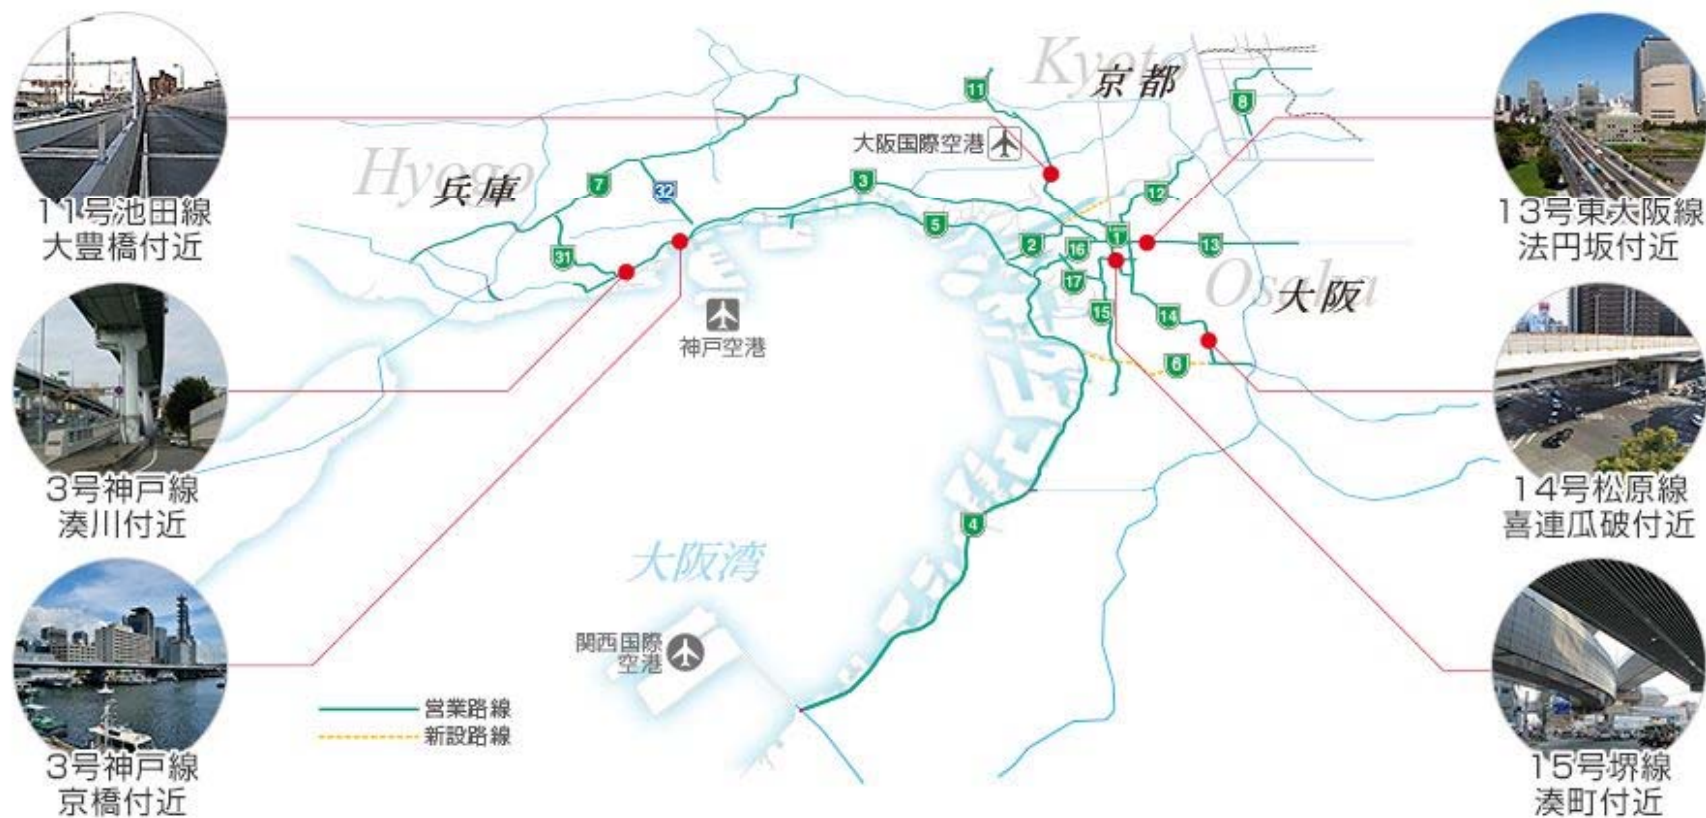 11号池田線
大豊橋付近
3号神戸線
湊川付近
3号神戸線
京橋付近
Kyoto
京都
11
8
大阪国際空港
Hyogo
兵庫
7
32
3
12
5
2
16
1
13
31
17
15
14
6
Osaka
大阪
神戸空港
4
大阪湾
関西国際
空港
営業路線
新設路線
13号東大阪線
法円坂付近
14号松原線
喜連瓜破付近
15号堺線
湊町付近